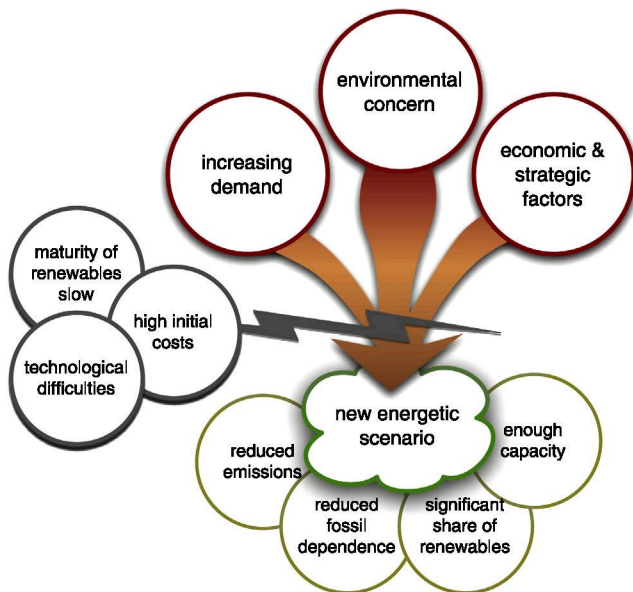 environmental
concern
increasing
demand
economic &
strategic
factors
maturity of
renewables
slow
high initial
costs
technological
difficulties
new energetic
scenario
reduced
emissions
reduced
fossil
dependence
significant
share of
renewables
enough
capacity